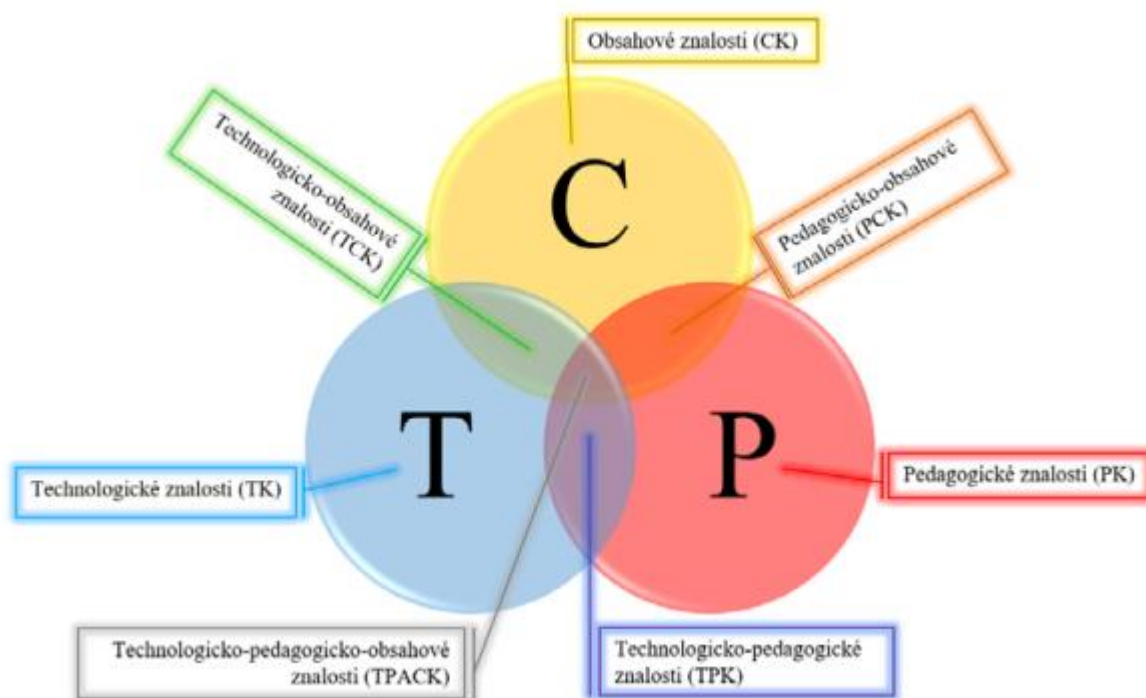 Obsahové znalosti (CK)
Technologicko-obsahové
znalosti (TCK)
Pedagogicko-obsahové
znalosti (PCK)
C
T
P
Technologické znalosti (TK)
Pedagogické znalosti (PK)
Technologicko-pedagogicko-obsahové
znalosti (TPACK)
Technologicko-pedagogické
znalosti (TPK)